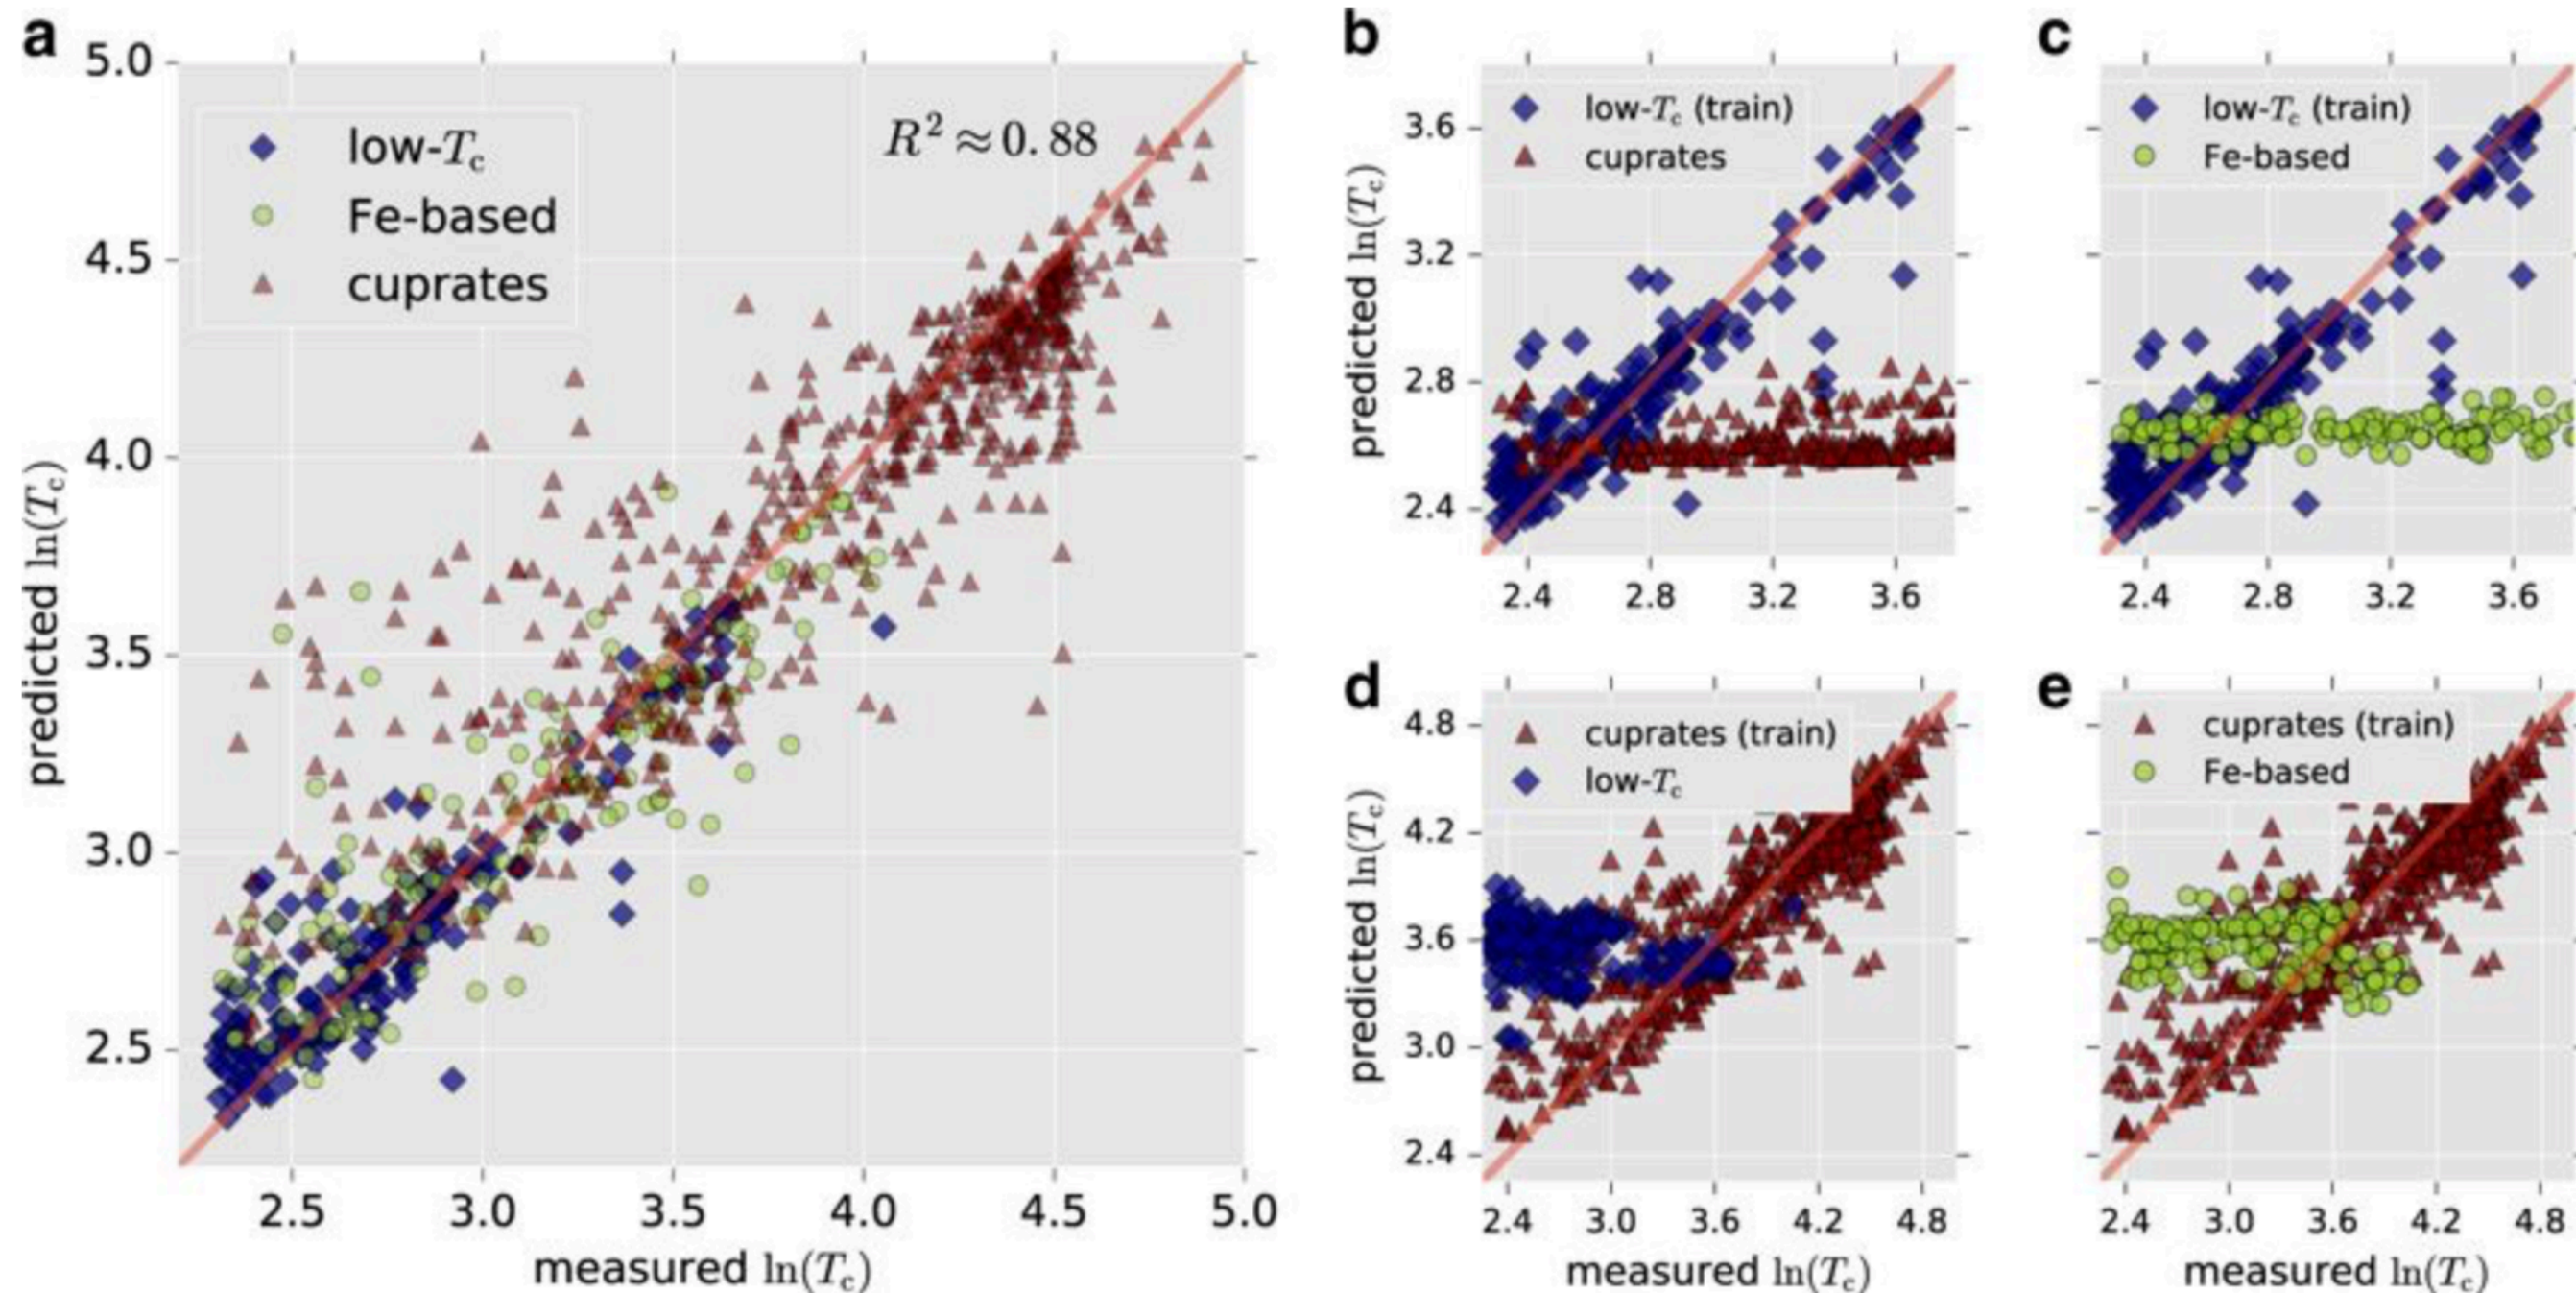 a
5.0
4.5
4.0
3.5
3.0
2.5
low-Tc
Fe-based
cuprates
R² ≈ 0.88
predicted ln(Tc)
2.5 3.0 3.5 4.0 4.5 5.0
measured ln(Tc)
b
low-Tc (train)
cuprates
3.6
3.2
2.8
2.4
predicted ln(Tc)
2.4 2.8 3.2 3.6
c
low-Tc (train)
Fe-based
2.4 2.8 3.2 3.6
d
cuprates (train)
low-Tc
4.8
4.2
3.6
3.0
2.4
predicted ln(Tc)
2.4 3.0 3.6 4.2 4.8
measured ln(Tc)
e
cuprates (train)
Fe-based
2.4 3.0 3.6 4.2 4.8
measured ln(Tc)